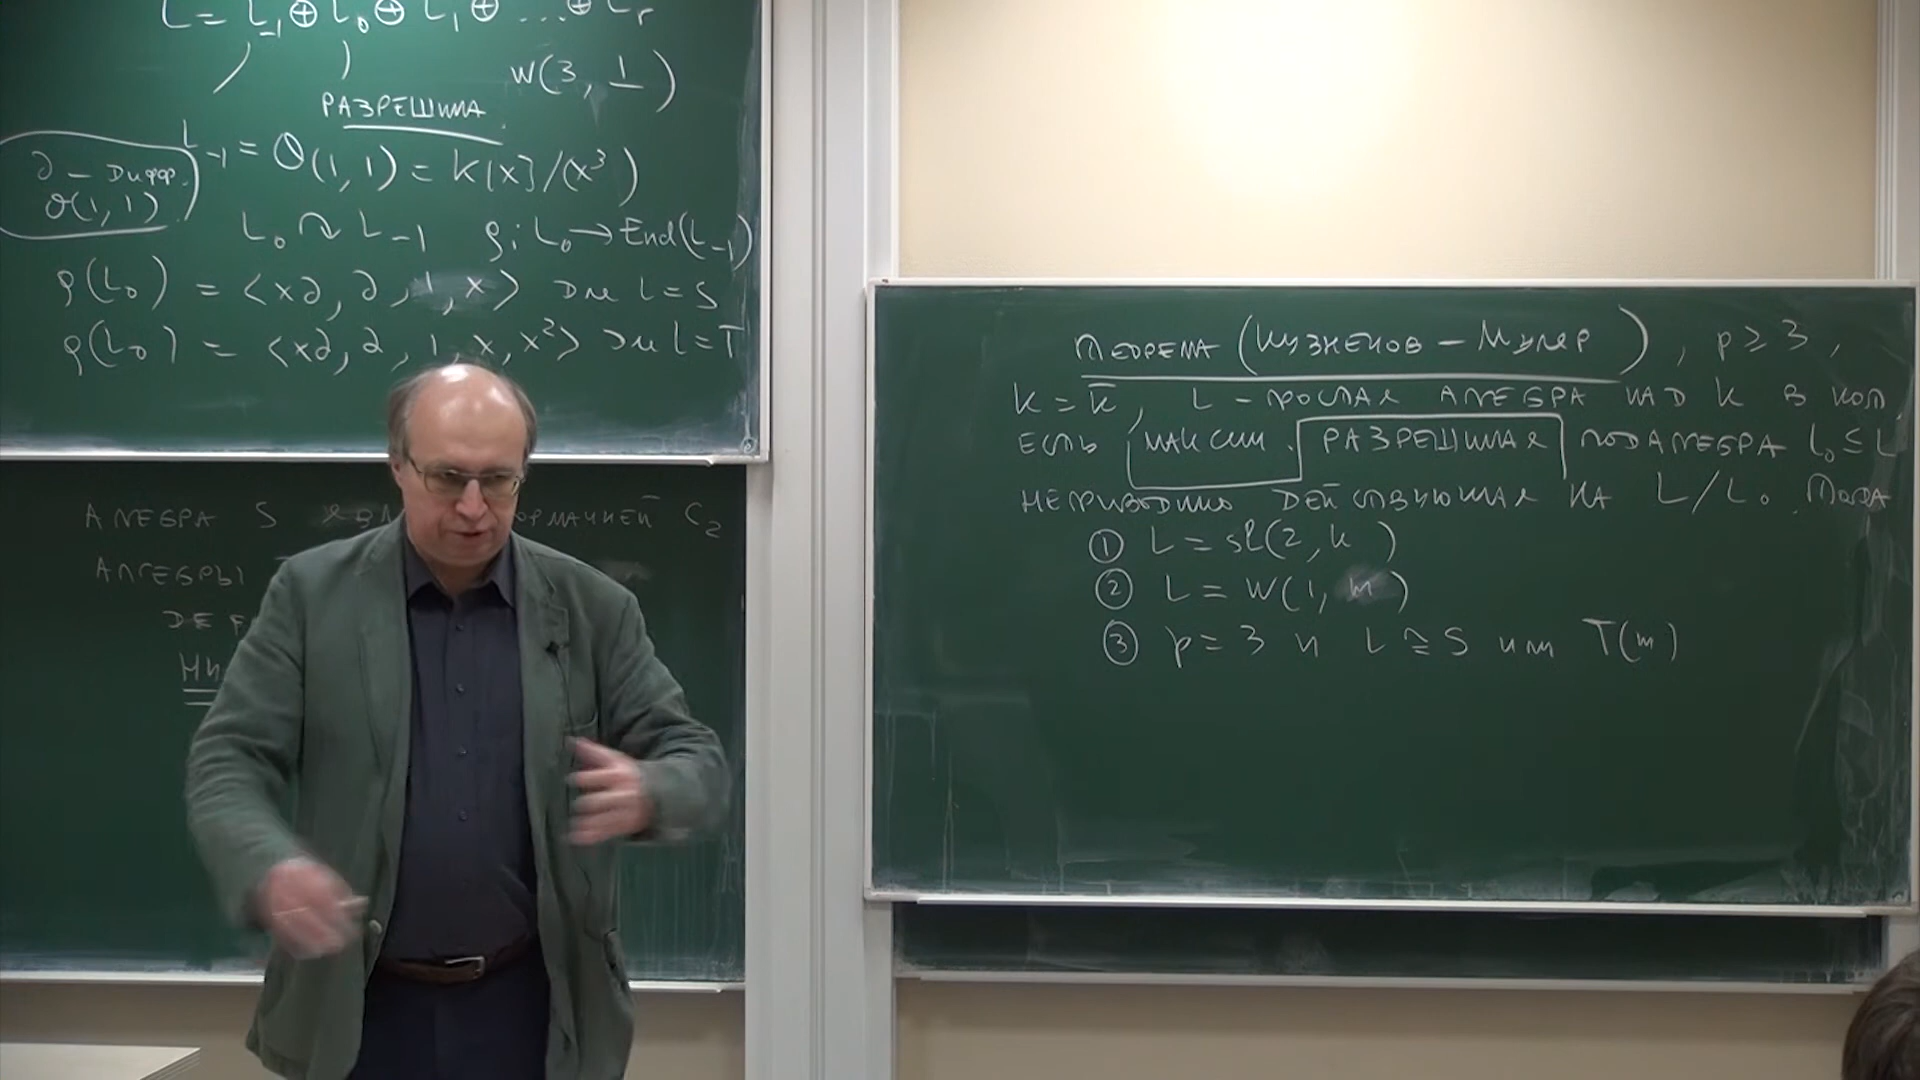 L = L₋₁ ⊕ L₀ ⊕ L₁ ⊕ ... ⊕ Lᵣ
W(3, 1)
РАЗРЕШИМА
L₋₁ = O(1,1) = K[x]/(x³)
∂ – ДИФФ.
O(1,1)
L₀ ↷ L₋₁ ρ: L₀ → End(L₋₁)
ρ(L₀) = <x∂, ∂, 1, x> для L = S
ρ(L₀) = <x∂, ∂, 1, x, x²> для L = T
АЛГЕБРА S C₂
АЛГЕБРЫ
ТЕОРЕМА (КУЗНЕЦОВ – МУЛЯР), p ≥ 3,
K = K̅, L – ПРОСТАЯ АЛГЕБРА НАД K В КОТ
ЕСТЬ МАКСИМ. РАЗРЕШИМАЯ ПОДАЛГЕБРА L₀ ⊆ L
НЕПРИВОДИМО ДЕЙСТВУЮЩАЯ НА L/L₀. ТОГДА
① L = sl(2, k)
② L = W(1, m)
③ p = 3 и L ≅ S или T(m)